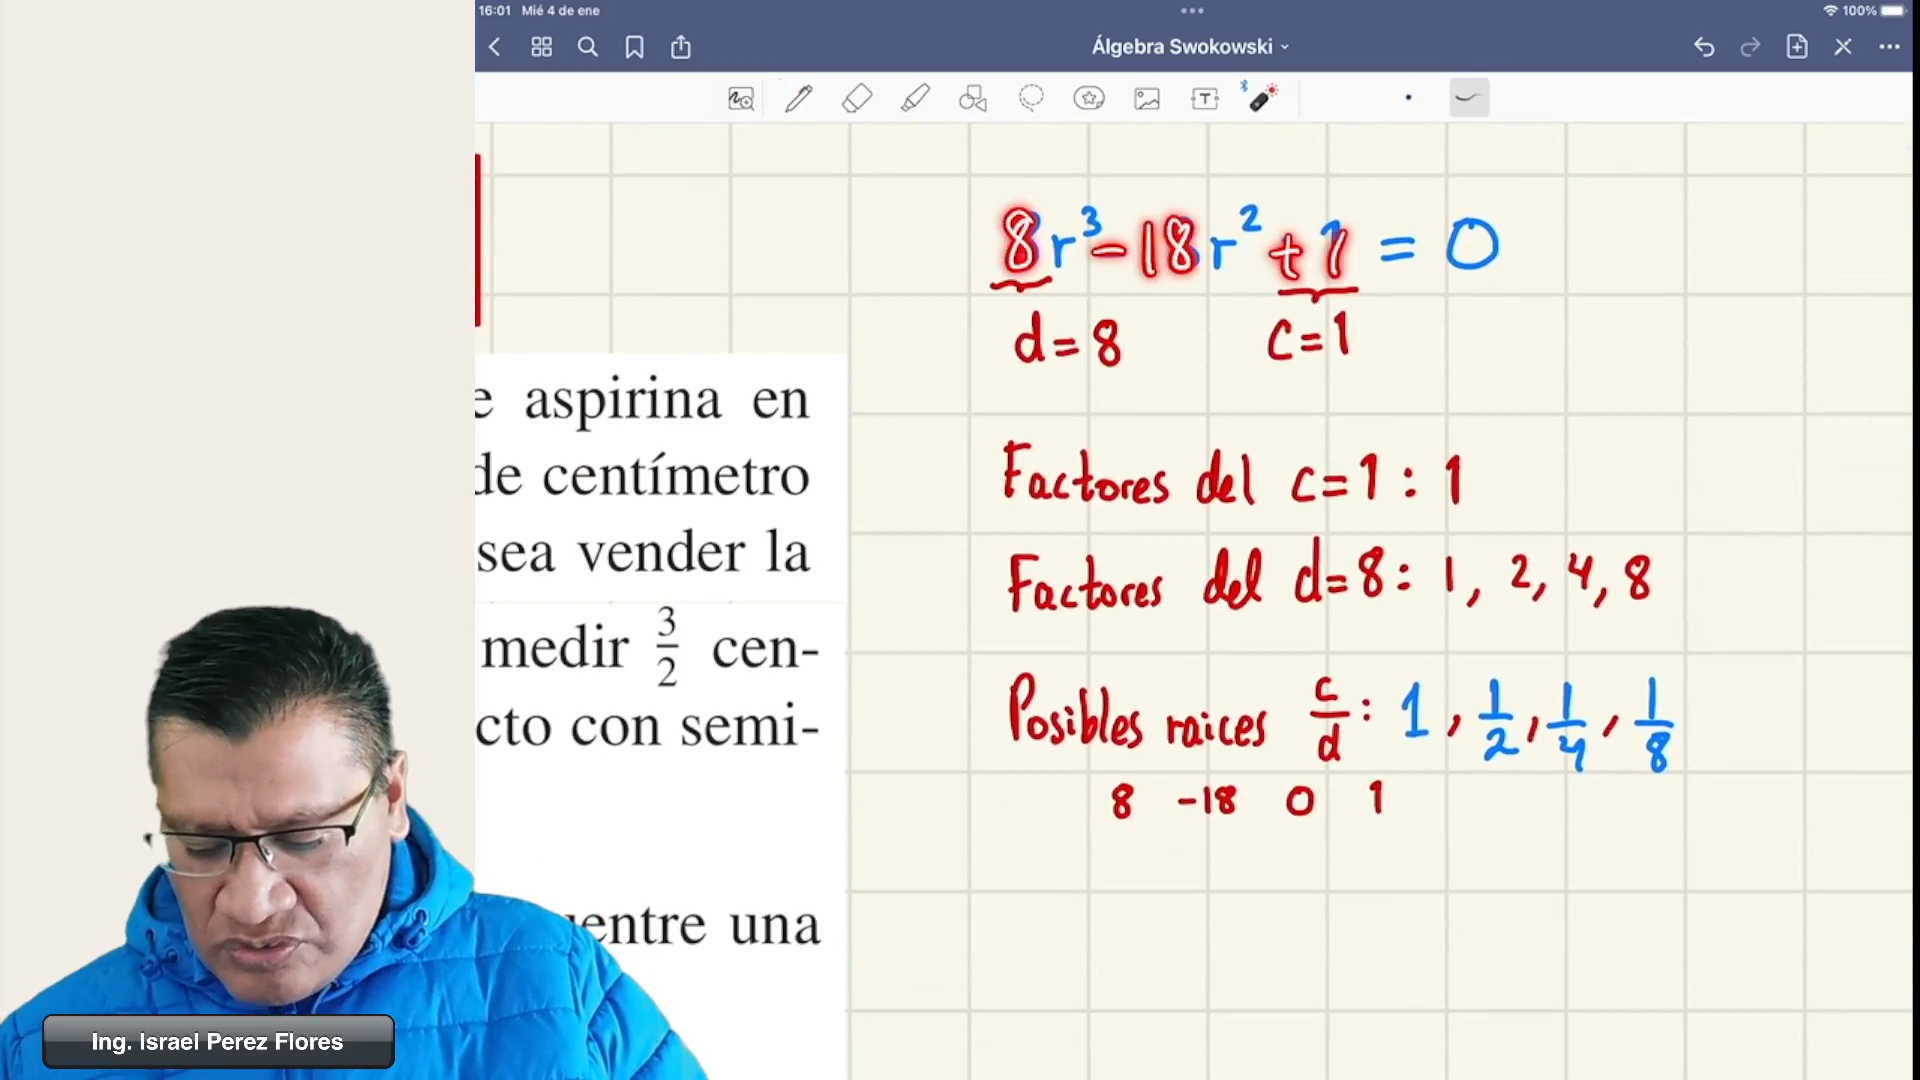 16:01 Mié 4 de ene
100%
Álgebra Swokowski
8r³ - 18r² + 1 = 0
d = 8 c = 1
aspirina en
de centímetro
sea vender la
medir 3/2 cen-
cto con semi-
entre una
Factores del c=1 : 1
Factores del d=8 : 1, 2, 4, 8
Posibles raices c/d : 1, 1/2, 1/4, 1/8
8 -18 0 1
Ing. Israel Perez Flores